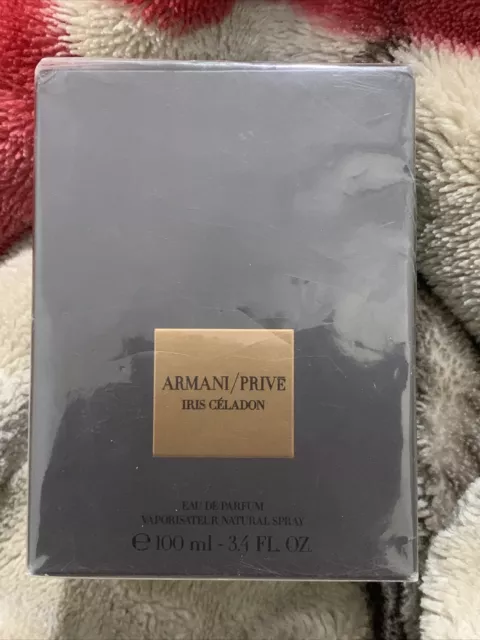 ARMANI/PRIVE
IRIS CÉLADON
EAU DE PARFUM
VAPORISATEUR NATURAL SPRAY
℮ 100 ml - 3.4 FL. OZ.